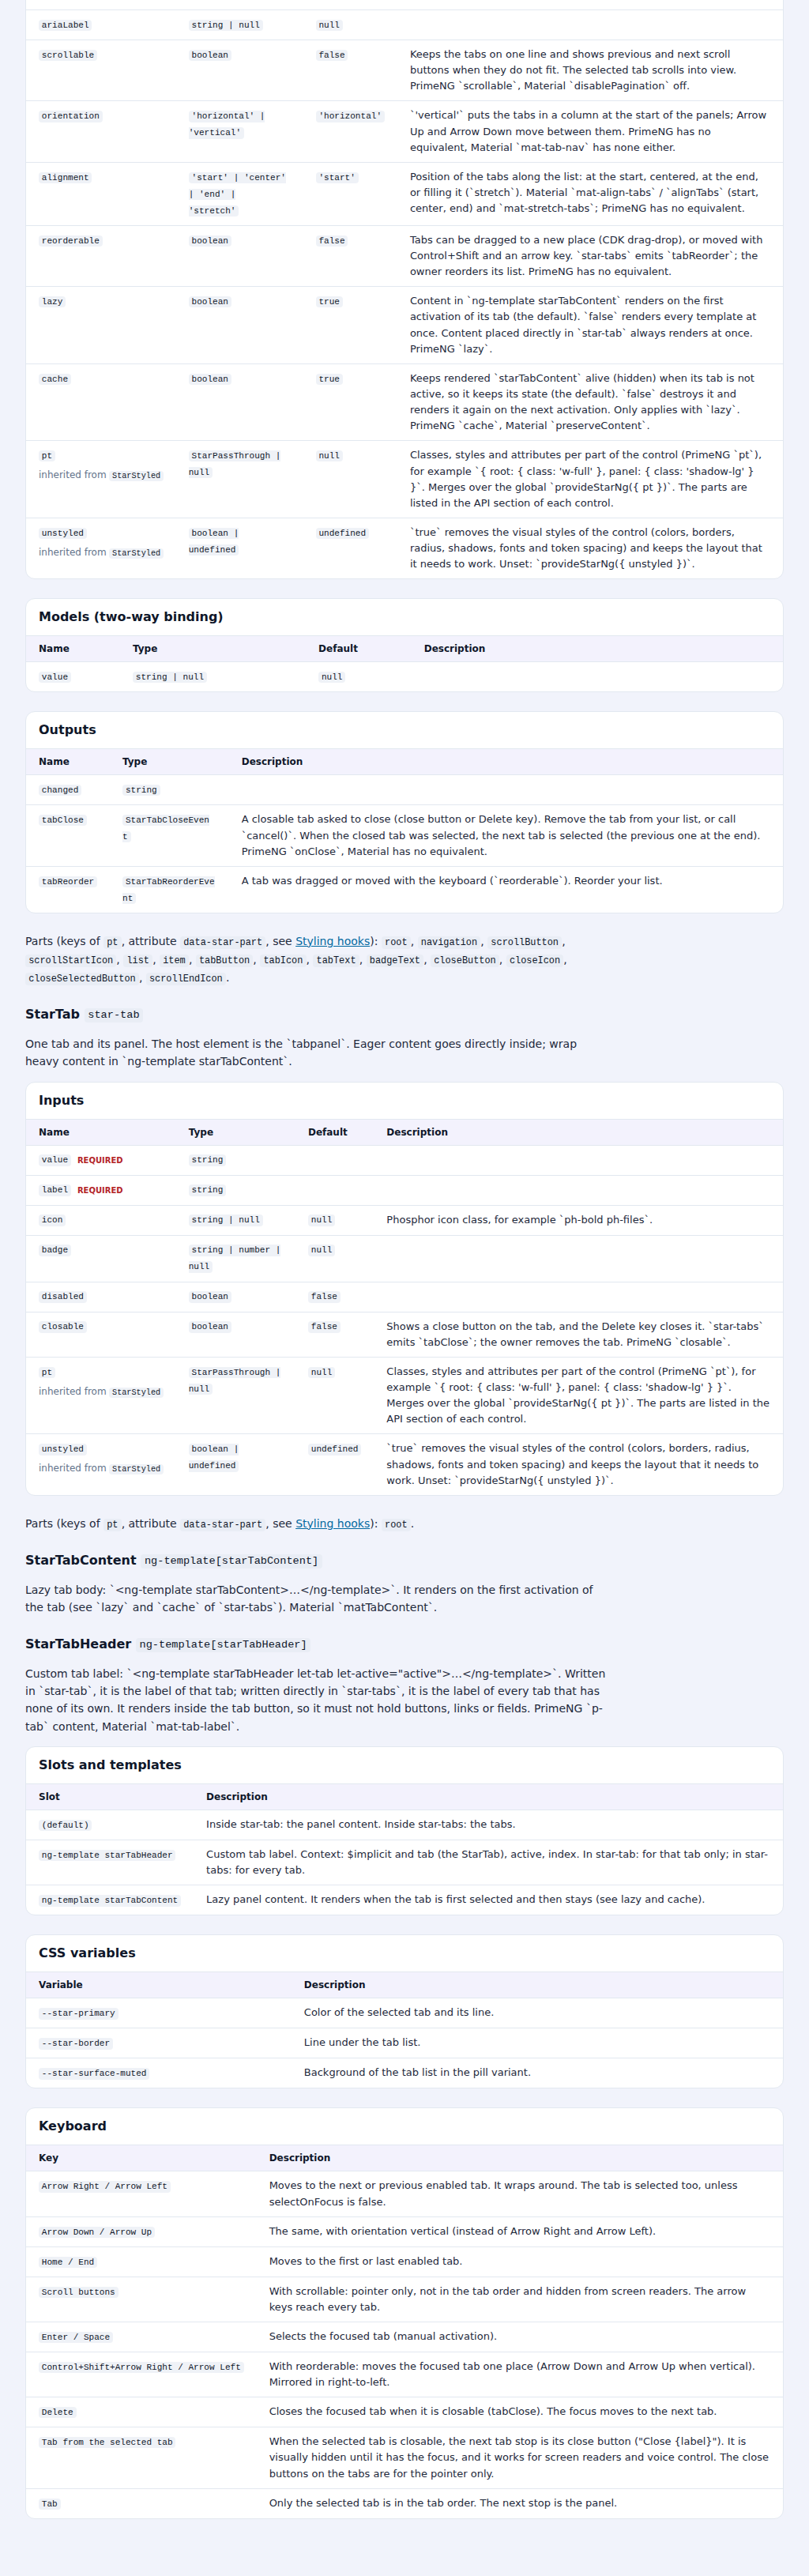 ariaLabel string | null null
scrollable boolean false Keeps the tabs on one line and shows previous and next scroll
buttons when they do not fit. The selected tab scrolls into view.
PrimeNG `scrollable`, Material `disablePagination` off.
orientation 'horizontal' | 'horizontal' `'vertical'` puts the tabs in a column at the start of the panels; Arrow
'vertical' Up and Arrow Down move between them. PrimeNG has no
equivalent, Material `mat-tab-nav` has none either.
alignment 'start' | 'center' 'start' Position of the tabs along the list: at the start, centered, at the end,
| 'end' | or filling it (`stretch`). Material `mat-align-tabs` / `alignTabs` (start,
'stretch' center, end) and `mat-stretch-tabs`; PrimeNG has no equivalent.
reorderable boolean false Tabs can be dragged to a new place (CDK drag-drop), or moved with
Control+Shift and an arrow key. `star-tabs` emits `tabReorder`; the
owner reorders its list. PrimeNG has no equivalent.
lazy boolean true Content in `ng-template starTabContent` renders on the first
activation of its tab (the default). `false` renders every template at
once. Content placed directly in `star-tab` always renders at once.
PrimeNG `lazy`.
cache boolean true Keeps rendered `starTabContent` alive (hidden) when its tab is not
active, so it keeps its state (the default). `false` destroys it and
renders it again on the next activation. Only applies with `lazy`.
PrimeNG `cache`, Material `preserveContent`.
pt StarPassThrough | null Classes, styles and attributes per part of the control (PrimeNG `pt`),
inherited from StarStyled null for example `{ root: { class: 'w-full' }, panel: { class: 'shadow-lg' }
}`. Merges over the global `provideStarNg({ pt })`. The parts are
listed in the API section of each control.
unstyled boolean | undefined `true` removes the visual styles of the control (colors, borders,
inherited from StarStyled undefined radius, shadows, fonts and token spacing) and keeps the layout that
it needs to work. Unset: `provideStarNg({ unstyled })`.
Models (two-way binding)
Name Type Default Description
value string | null null
Outputs
Name Type Description
changed string
tabClose StarTabCloseEven A closable tab asked to close (close button or Delete key). Remove the tab from your list, or call
t `cancel()`. When the closed tab was selected, the next tab is selected (the previous one at the end).
PrimeNG `onClose`, Material has no equivalent.
tabReorder StarTabReorderEve A tab was dragged or moved with the keyboard (`reorderable`). Reorder your list.
nt
Parts (keys of pt, attribute data-star-part, see Styling hooks): root, navigation, scrollButton,
scrollStartIcon, list, item, tabButton, tabIcon, tabText, badgeText, closeButton, closeIcon,
closeSelectedButton, scrollEndIcon.
StarTab star-tab
One tab and its panel. The host element is the `tabpanel`. Eager content goes directly inside; wrap
heavy content in `ng-template starTabContent`.
Inputs
Name Type Default Description
value REQUIRED string
label REQUIRED string
icon string | null null Phosphor icon class, for example `ph-bold ph-files`.
badge string | number | null
null
disabled boolean false
closable boolean false Shows a close button on the tab, and the Delete key closes it. `star-tabs`
emits `tabClose`; the owner removes the tab. PrimeNG `closable`.
pt StarPassThrough | null Classes, styles and attributes per part of the control (PrimeNG `pt`), for
inherited from StarStyled null example `{ root: { class: 'w-full' }, panel: { class: 'shadow-lg' } }`.
Merges over the global `provideStarNg({ pt })`. The parts are listed in the
API section of each control.
unstyled boolean | undefined `true` removes the visual styles of the control (colors, borders, radius,
inherited from StarStyled undefined shadows, fonts and token spacing) and keeps the layout that it needs to
work. Unset: `provideStarNg({ unstyled })`.
Parts (keys of pt, attribute data-star-part, see Styling hooks): root.
StarTabContent ng-template[starTabContent]
Lazy tab body: `<ng-template starTabContent>…</ng-template>`. It renders on the first activation of
the tab (see `lazy` and `cache` of `star-tabs`). Material `matTabContent`.
StarTabHeader ng-template[starTabHeader]
Custom tab label: `<ng-template starTabHeader let-tab let-active="active">…</ng-template>`. Written
in `star-tab`, it is the label of that tab; written directly in `star-tabs`, it is the label of every tab that has
none of its own. It renders inside the tab button, so it must not hold buttons, links or fields. PrimeNG `p-
tab` content, Material `mat-tab-label`.
Slots and templates
Slot Description
(default) Inside star-tab: the panel content. Inside star-tabs: the tabs.
ng-template starTabHeader Custom tab label. Context: $implicit and tab (the StarTab), active, index. In star-tab: for that tab only; in star-
tabs: for every tab.
ng-template starTabContent Lazy panel content. It renders when the tab is first selected and then stays (see lazy and cache).
CSS variables
Variable Description
--star-primary Color of the selected tab and its line.
--star-border Line under the tab list.
--star-surface-muted Background of the tab list in the pill variant.
Keyboard
Key Description
Arrow Right / Arrow Left Moves to the next or previous enabled tab. It wraps around. The tab is selected too, unless
selectOnFocus is false.
Arrow Down / Arrow Up The same, with orientation vertical (instead of Arrow Right and Arrow Left).
Home / End Moves to the first or last enabled tab.
Scroll buttons With scrollable: pointer only, not in the tab order and hidden from screen readers. The arrow
keys reach every tab.
Enter / Space Selects the focused tab (manual activation).
Control+Shift+Arrow Right / Arrow Left With reorderable: moves the focused tab one place (Arrow Down and Arrow Up when vertical).
Mirrored in right-to-left.
Delete Closes the focused tab when it is closable (tabClose). The focus moves to the next tab.
Tab from the selected tab When the selected tab is closable, the next tab stop is its close button ("Close {label}"). It is
visually hidden until it has the focus, and it works for screen readers and voice control. The close
buttons on the tabs are for the pointer only.
Tab Only the selected tab is in the tab order. The next stop is the panel.